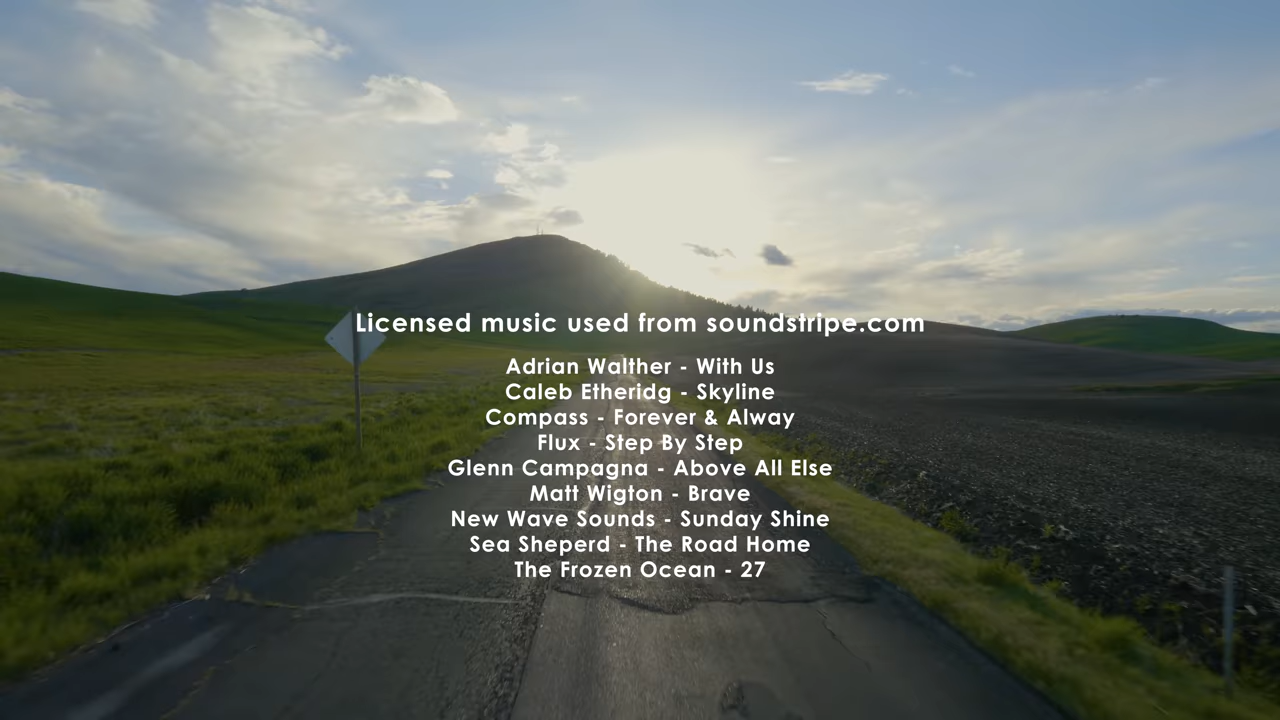 Licensed music used from soundstripe.com
Adrian Walther - With Us
Caleb Etheridg - Skyline
Compass - Forever & Alway
Flux - Step By Step
Glenn Campagna - Above All Else
Matt Wigton - Brave
New Wave Sounds - Sunday Shine
Sea Sheperd - The Road Home
The Frozen Ocean - 27